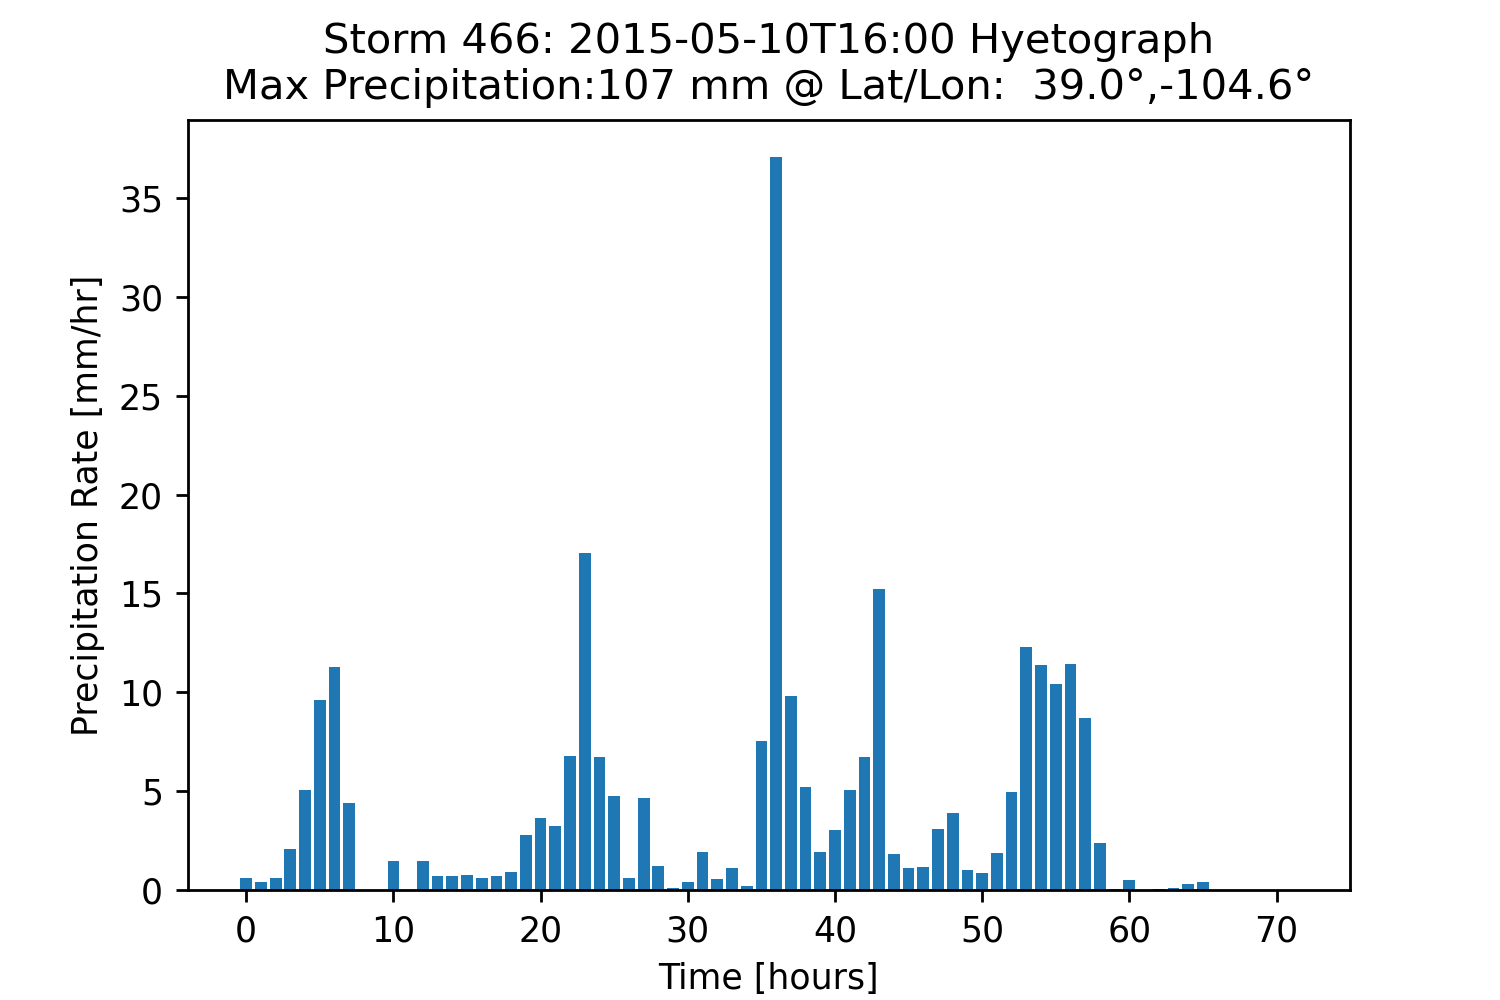 Storm 466: 2015-05-10T16:00 Hyetograph
Max Precipitation:107 mm @ Lat/Lon:  39.0°,-104.6°
Precipitation Rate [mm/hr]
35
30
25
20
15
10
5
0
0 10 20 30 40 50 60 70
Time [hours]